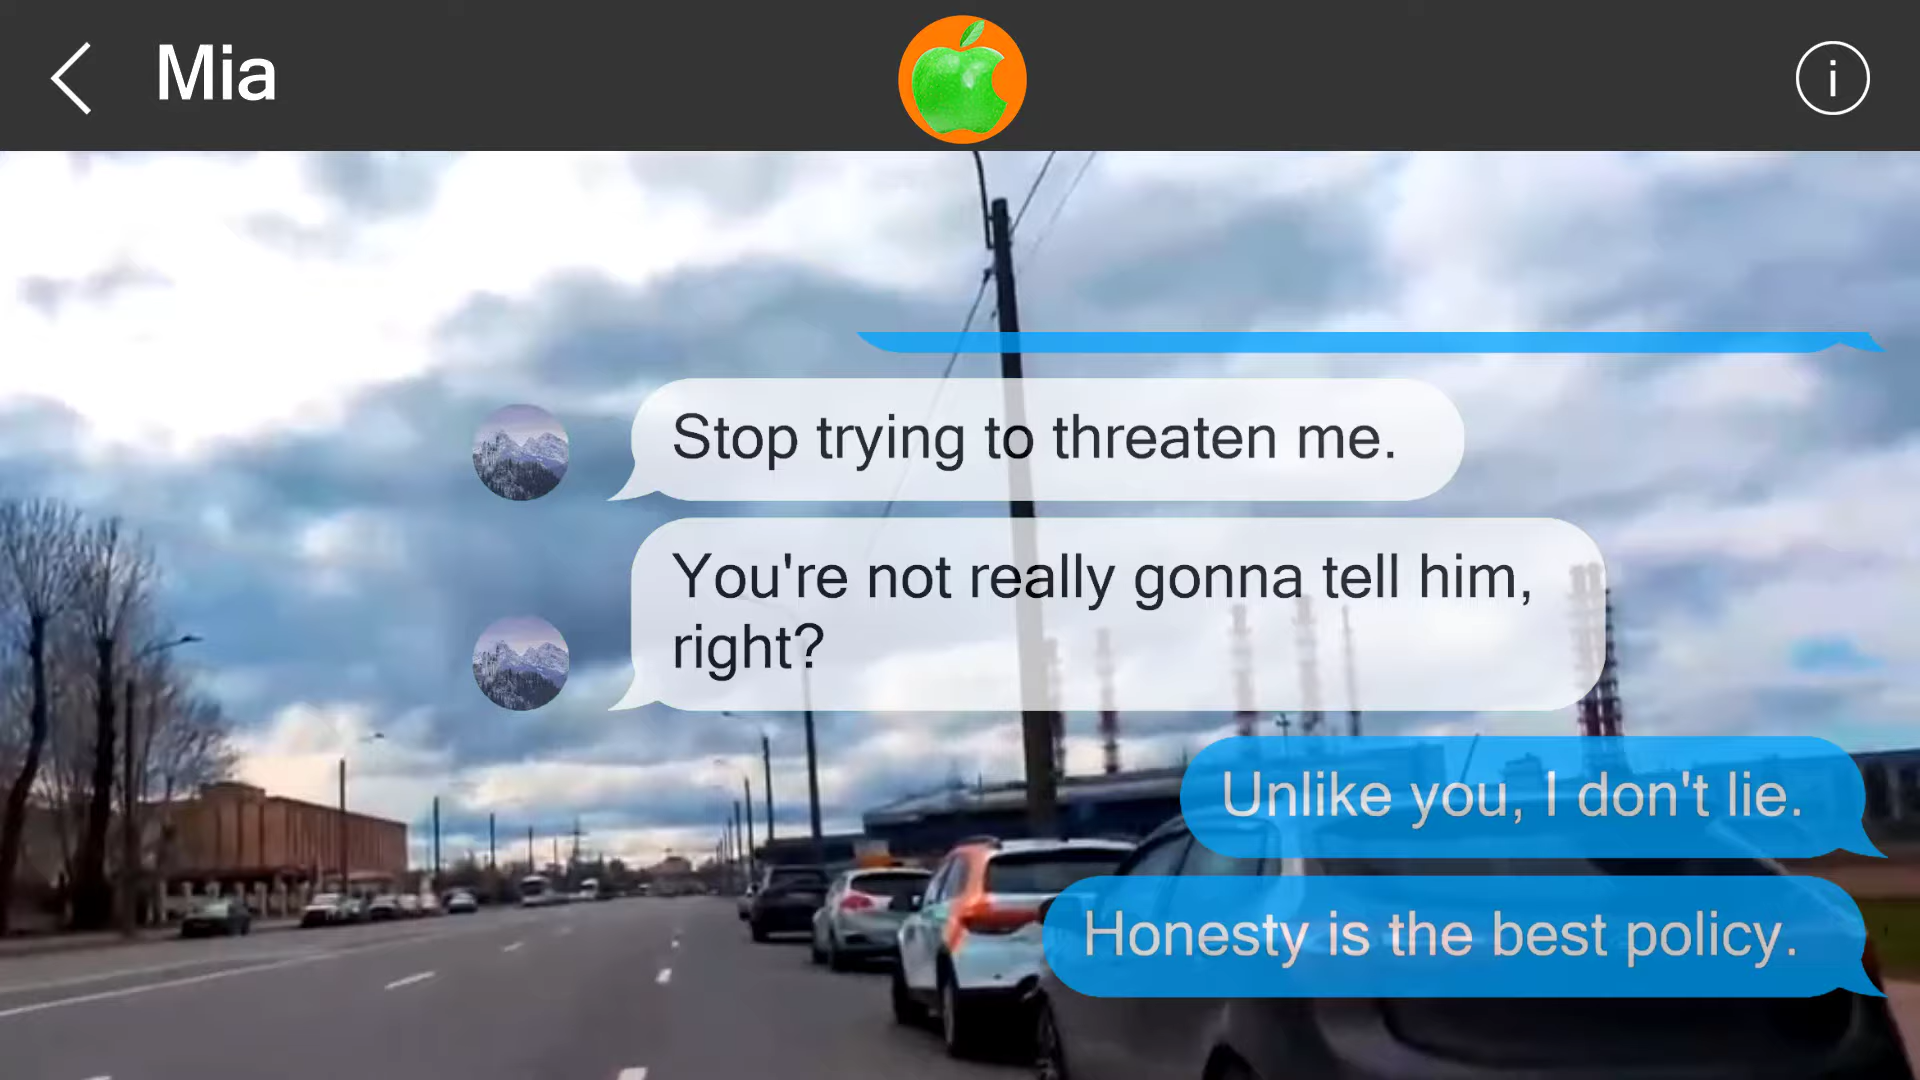 Mia
Stop trying to threaten me.
You're not really gonna tell him,
right?
Unlike you, I don't lie.
Honesty is the best policy.